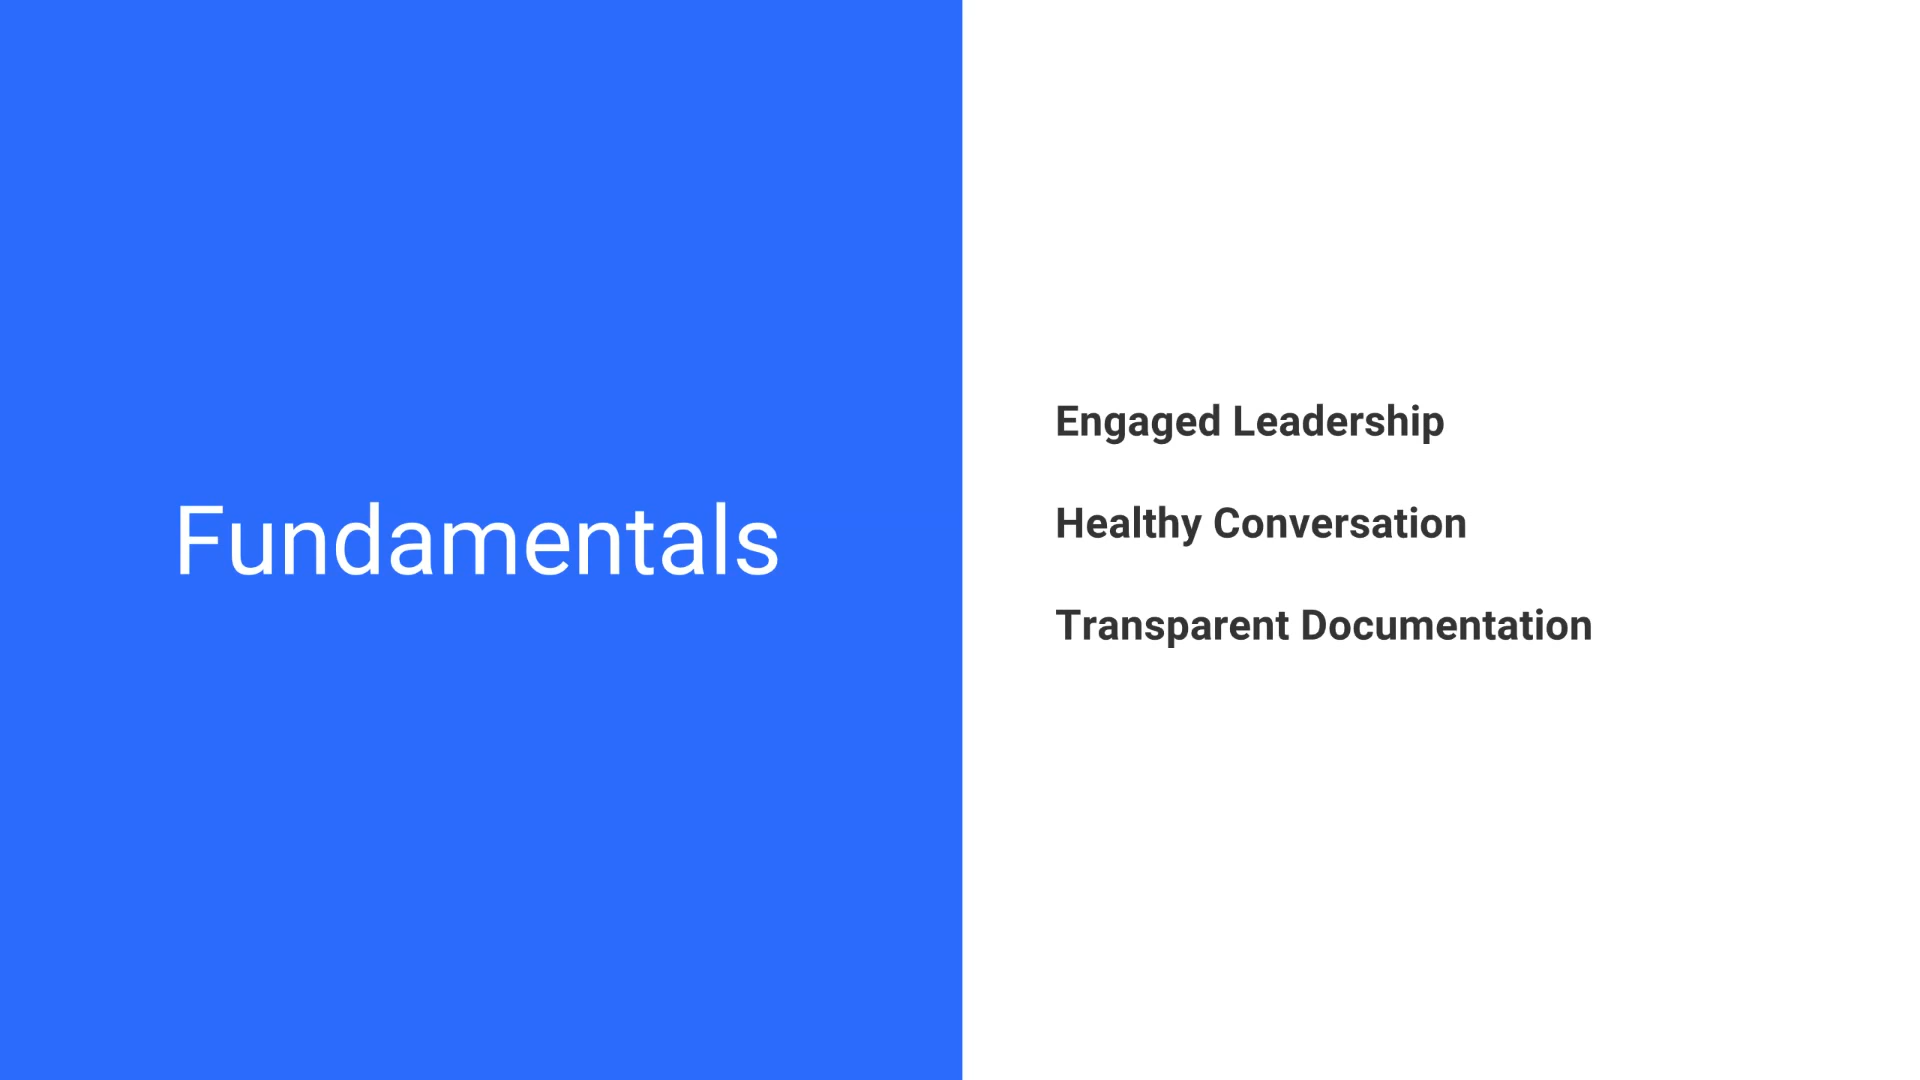 Fundamentals
Engaged Leadership
Healthy Conversation
Transparent Documentation